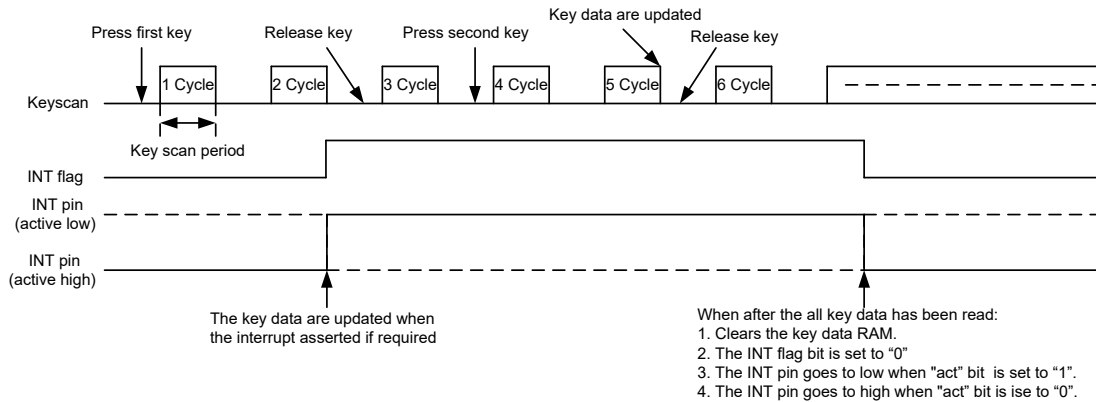 Key data are updated
Press first key
Release key
Press second key
Release key
1 Cycle
2 Cycle
3 Cycle
4 Cycle
5 Cycle
6 Cycle
Keyscan
Key scan period
INT flag
INT pin
(active low)
INT pin
(active high)
The key data are updated when
the interrupt asserted if required
When after the all key data has been read:
1. Clears the key data RAM.
2. The INT flag bit is set to “0”
3. The INT pin goes to low when "act” bit  is set to “1”.
4. The INT pin goes to high when "act” bit is ise to “0”.